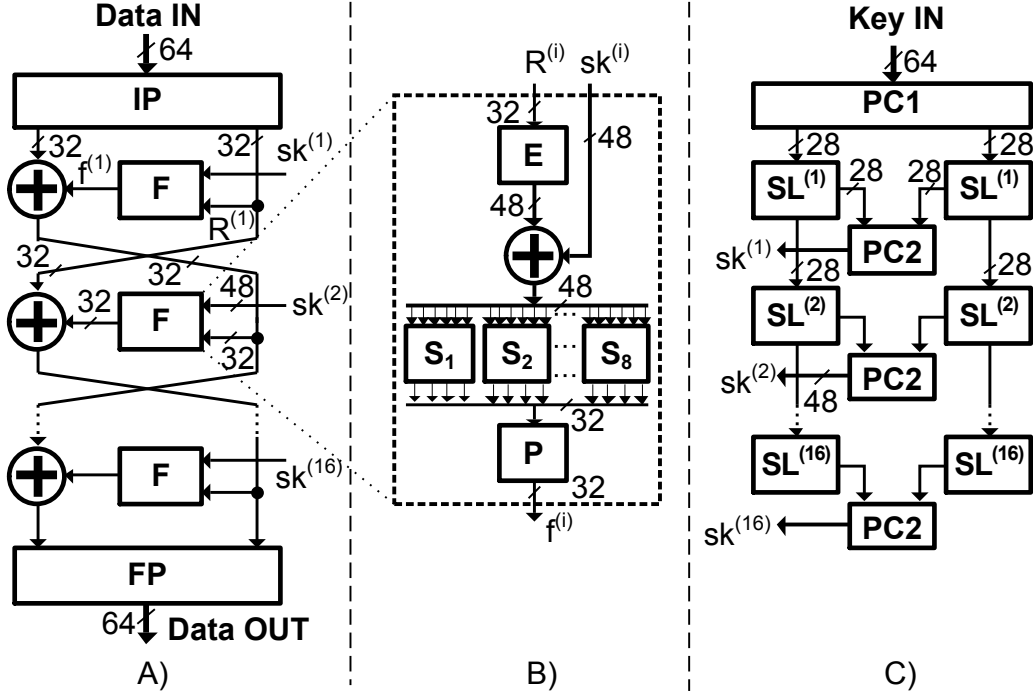 Data IN
64
IP
32
32
sk^(1)
f^(1)
F
R^(1)
32
32
32
F
48
sk^(2)
32
F
sk^(16)
FP
64
Data OUT
A)
R^(i)
sk^(i)
32
48
E
48
48
S_1
S_2
S_8
32
P
32
f^(i)
B)
Key IN
64
PC1
28
28
SL^(1)
28
28
SL^(1)
PC2
sk^(1)
28
28
SL^(2)
SL^(2)
PC2
sk^(2)
48
SL^(16)
SL^(16)
PC2
sk^(16)
C)